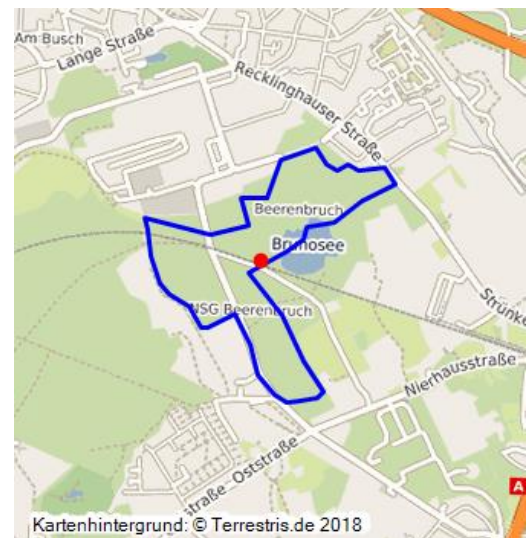 Am Busch
Lange Straße
Recklinghauser Straße
Beerenbruch
Brunosee
NSG Beerenbruch
Strünke
Nierhausstraße
straße-Oststraße
A
Kartenhintergrund: © Terrestris.de 2018